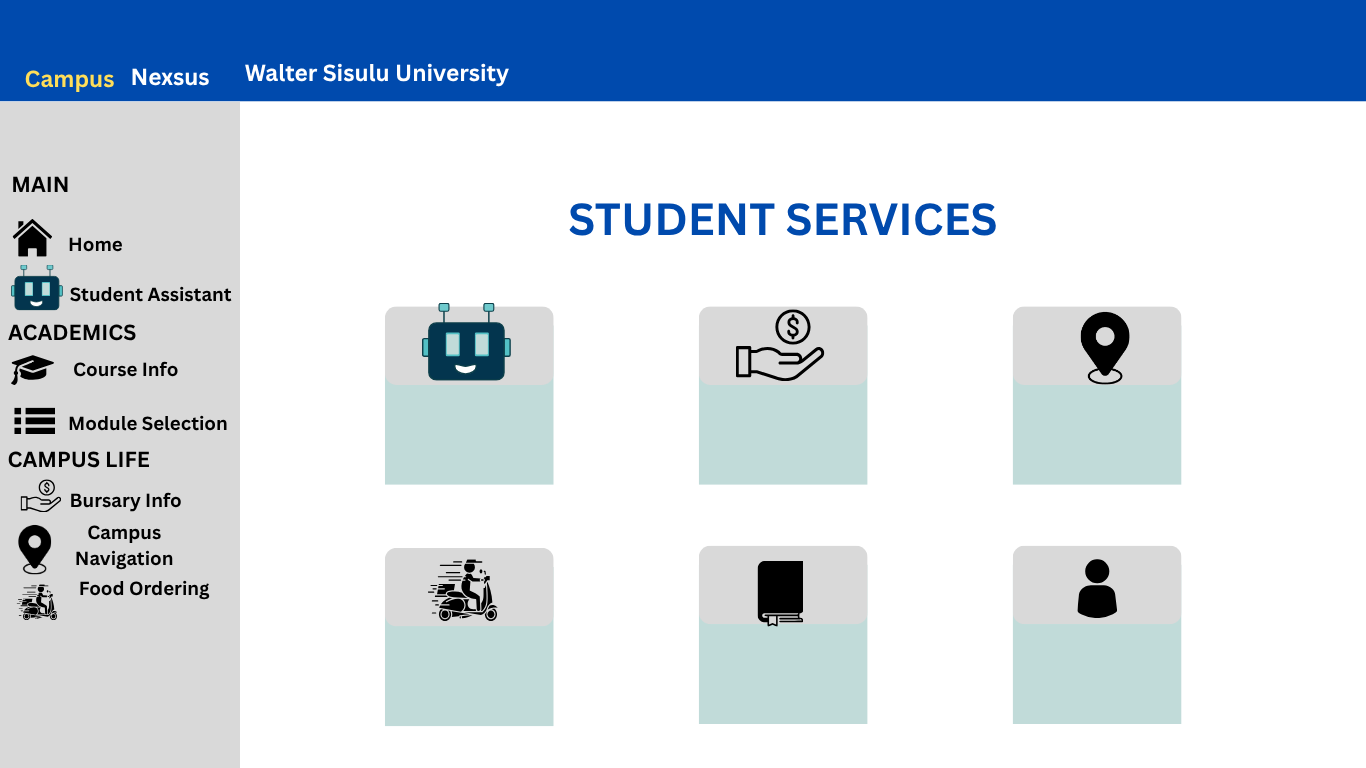 Campus Nexsus Walter Sisulu University
MAIN
Home
Student Assistant
ACADEMICS
Course Info
Module Selection
CAMPUS LIFE
$ Bursary Info
Campus
Navigation
Food Ordering
STUDENT SERVICES
$